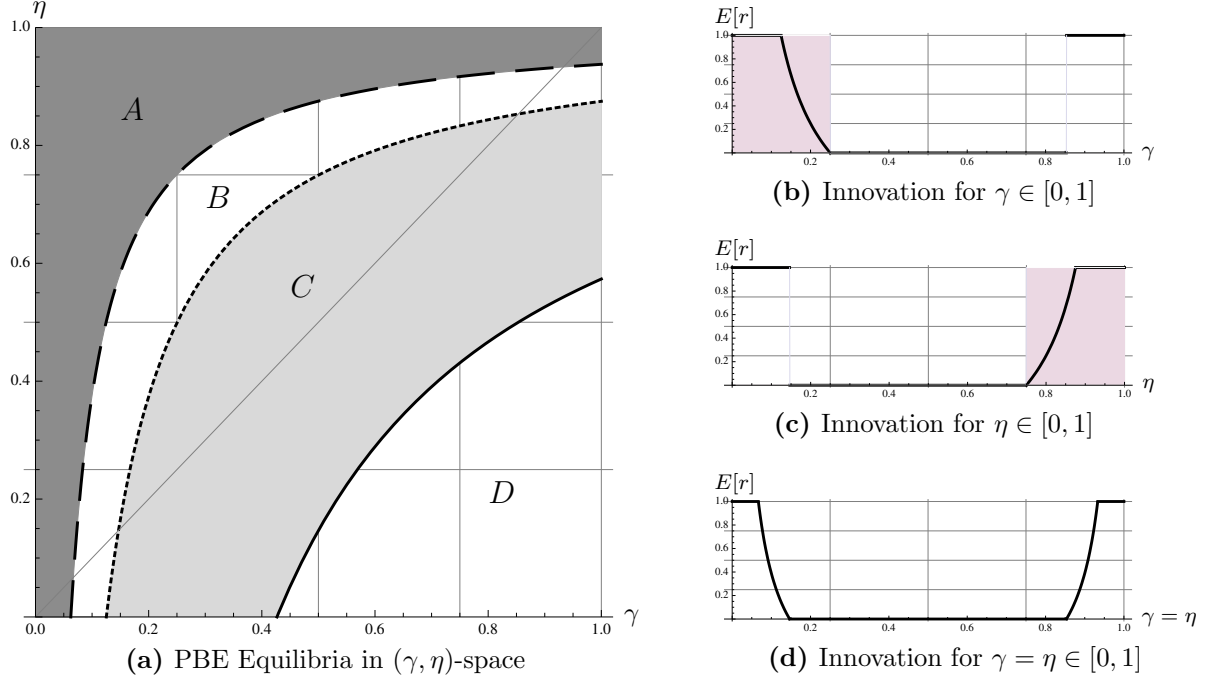 η
1.0
0.8
0.6
0.4
0.2
A
B
C
D
0.0 0.2 0.4 0.6 0.8 1.0 γ
(a) PBE Equilibria in (γ, η)-space
E[r]
1.0
0.8
0.6
0.4
0.2
0.2 0.4 0.6 0.8 1.0 γ
(b) Innovation for γ ∈ [0, 1]
E[r]
1.0
0.8
0.6
0.4
0.2
0.2 0.4 0.6 0.8 1.0 η
(c) Innovation for η ∈ [0, 1]
E[r]
1.0
0.8
0.6
0.4
0.2
0.2 0.4 0.6 0.8 1.0 γ = η
(d) Innovation for γ = η ∈ [0, 1]